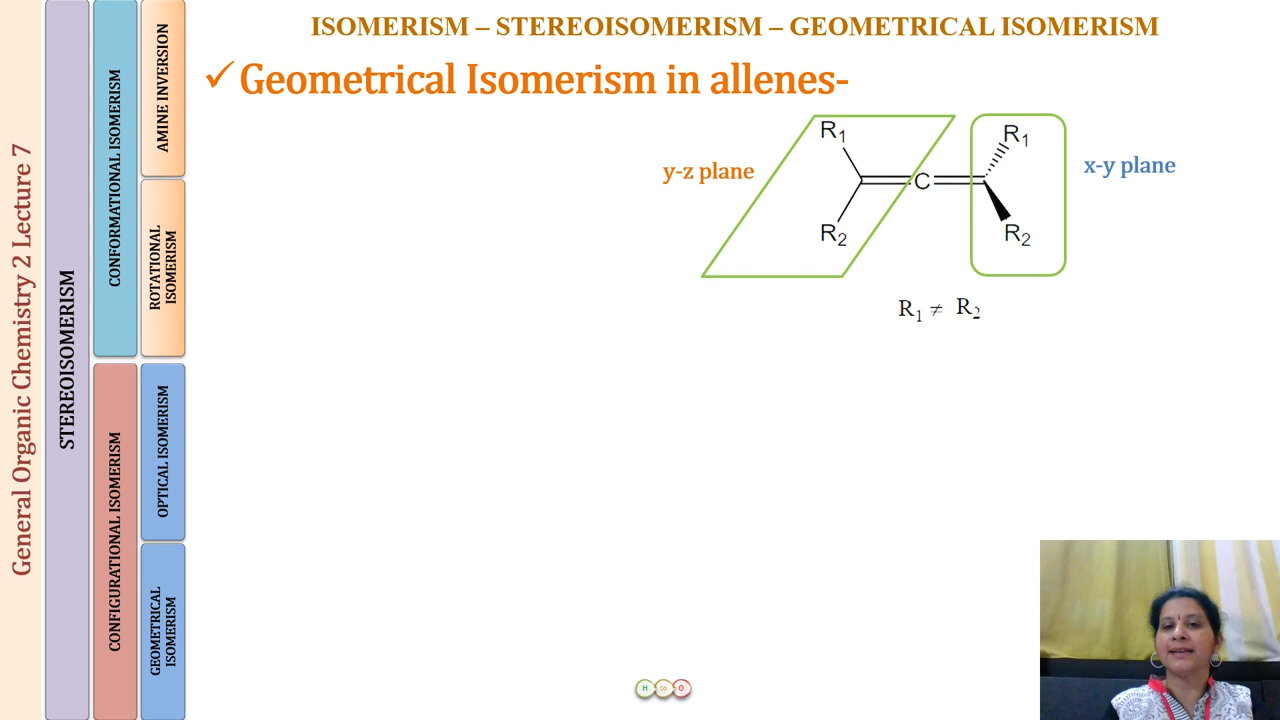 ISOMERISM – STEREOISOMERISM – GEOMETRICAL ISOMERISM
General Organic Chemistry 2 Lecture 7
STEREOISOMERISM
CONFORMATIONAL ISOMERISM
CONFIGURATIONAL ISOMERISM
AMINE INVERSION
ROTATIONAL
ISOMERISM
OPTICAL ISOMERISM
GEOMETRICAL
ISOMERISM
✓Geometrical Isomerism in allenes-
R1 R1
y-z plane x-y plane
C
R2 R2
R1 ≠ R2
H to O